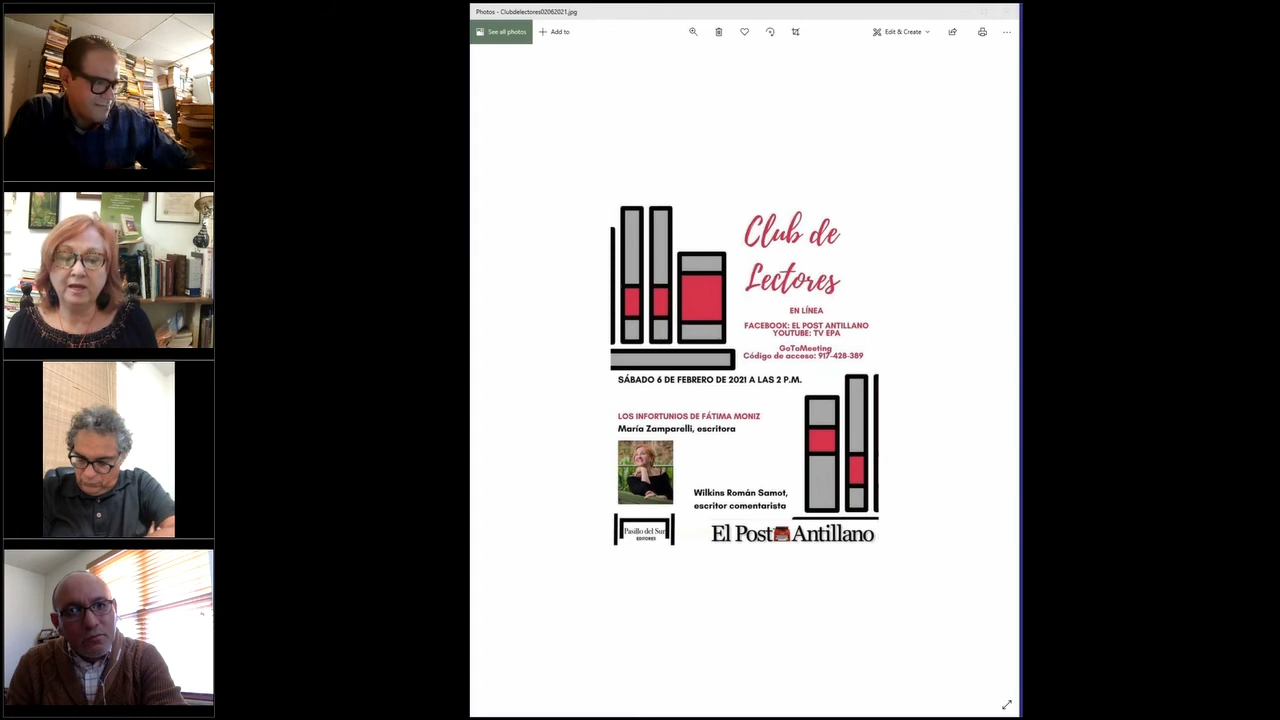 Photos - Clubdelectores02062021.jpg
See all photos
Add to
Edit & Create
Club de
Lectores
EN LÍNEA
FACEBOOK: EL POST ANTILLANO
YOUTUBE: TV EPA
GoToMeeting
Código de acceso: 917-428-389
SÁBADO 6 DE FEBRERO DE 2021 A LAS 2 P.M.
LOS INFORTUNIOS DE FÁTIMA MONIZ
María Zamparelli, escritora
Wilkins Román Samot,
escritor comentarista
Pasillo del Sur
EDITORES
El Post Antillano